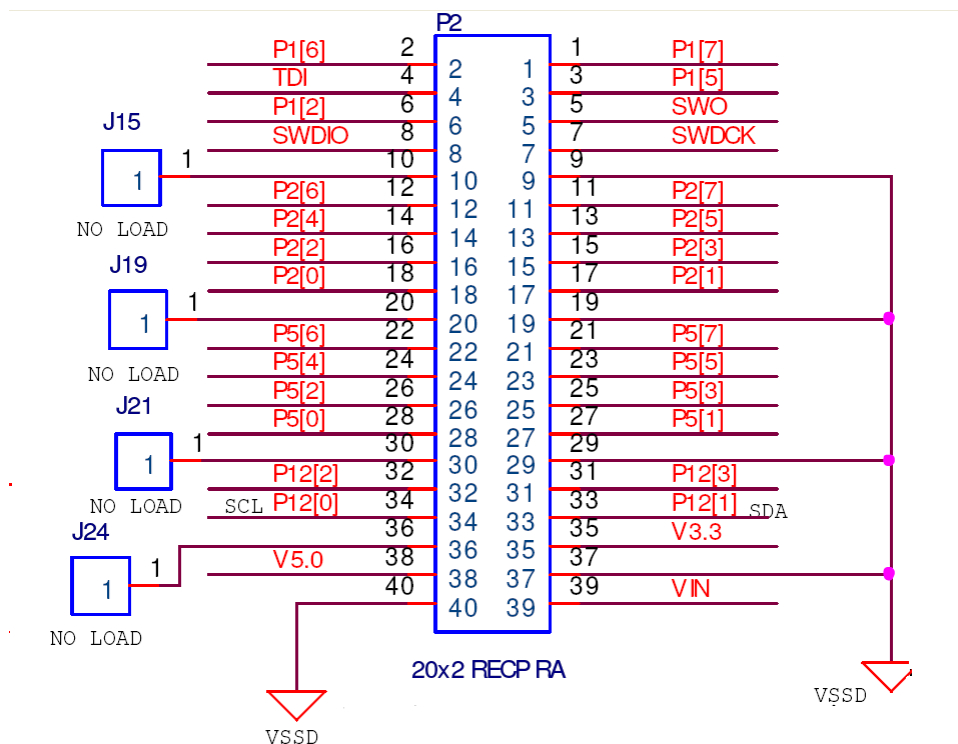 P2
P1[6] 2 2 1 1 P1[7]
TDI 4 4 3 3 P1[5]
P1[2] 6 6 5 5 SWO
J15
SWDIO 8 8 7 7 SWDCK
1 1 10 10 9 9
P2[6] 12 12 11 11 P2[7]
NO LOAD
P2[4] 14 14 13 13 P2[5]
P2[2] 16 16 15 15 P2[3]
J19
P2[0] 18 18 17 17 P2[1]
1 1 20 20 19 19
P5[6] 22 22 21 21 P5[7]
NO LOAD
P5[4] 24 24 23 23 P5[5]
P5[2] 26 26 25 25 P5[3]
J21
P5[0] 28 28 27 27 P5[1]
1 1 30 30 29 29
P12[2] 32 32 31 31 P12[3]
NO LOAD
SCL P12[0] 34 34 33 33 P12[1] SDA
J24
36 36 35 35 V3.3
1 1
V5.0 38 38 37 37
40 40 39 39 VIN
NO LOAD
20x2 RECP RA
VSSD
VSSD